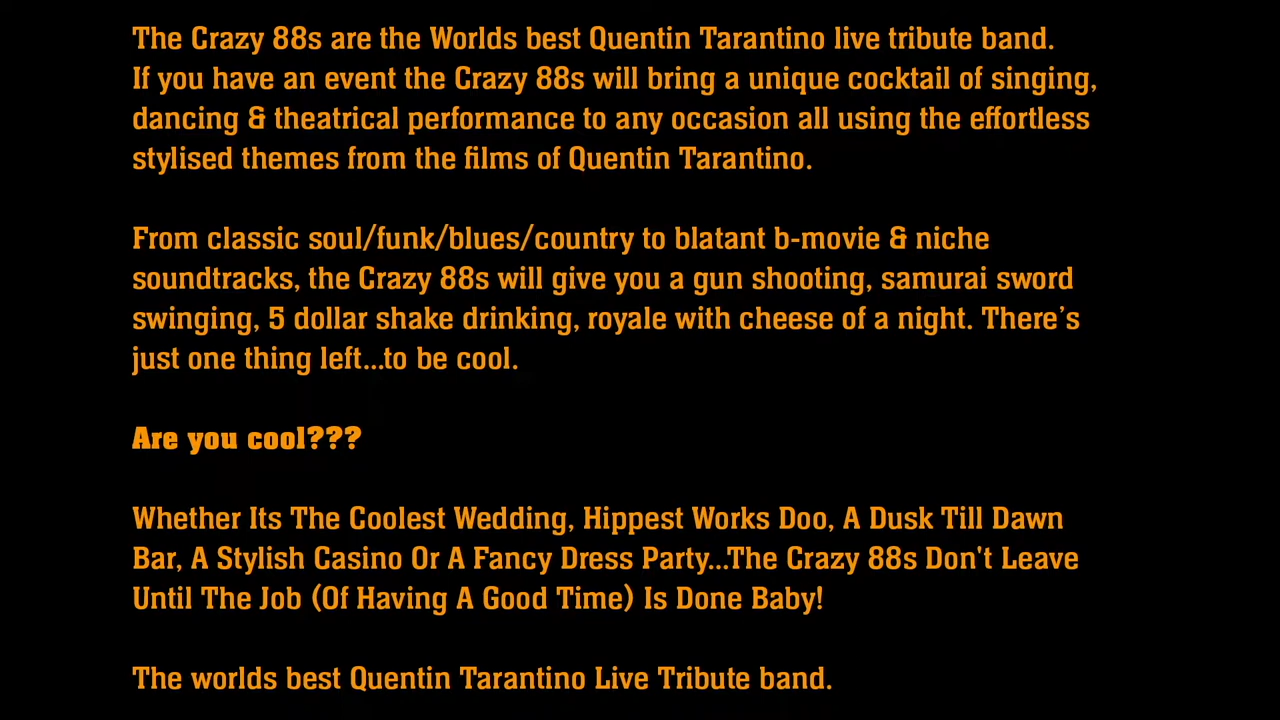 The Crazy 88s are the Worlds best Quentin Tarantino live tribute band.
If you have an event the Crazy 88s will bring a unique cocktail of singing,
dancing & theatrical performance to any occasion all using the effortless
stylised themes from the films of Quentin Tarantino.
From classic soul/funk/blues/country to blatant b-movie & niche
soundtracks, the Crazy 88s will give you a gun shooting, samurai sword
swinging, 5 dollar shake drinking, royale with cheese of a night. There’s
just one thing left...to be cool.
Are you cool???
Whether Its The Coolest Wedding, Hippest Works Doo, A Dusk Till Dawn
Bar, A Stylish Casino Or A Fancy Dress Party...The Crazy 88s Don't Leave
Until The Job (Of Having A Good Time) Is Done Baby!
The worlds best Quentin Tarantino Live Tribute band.